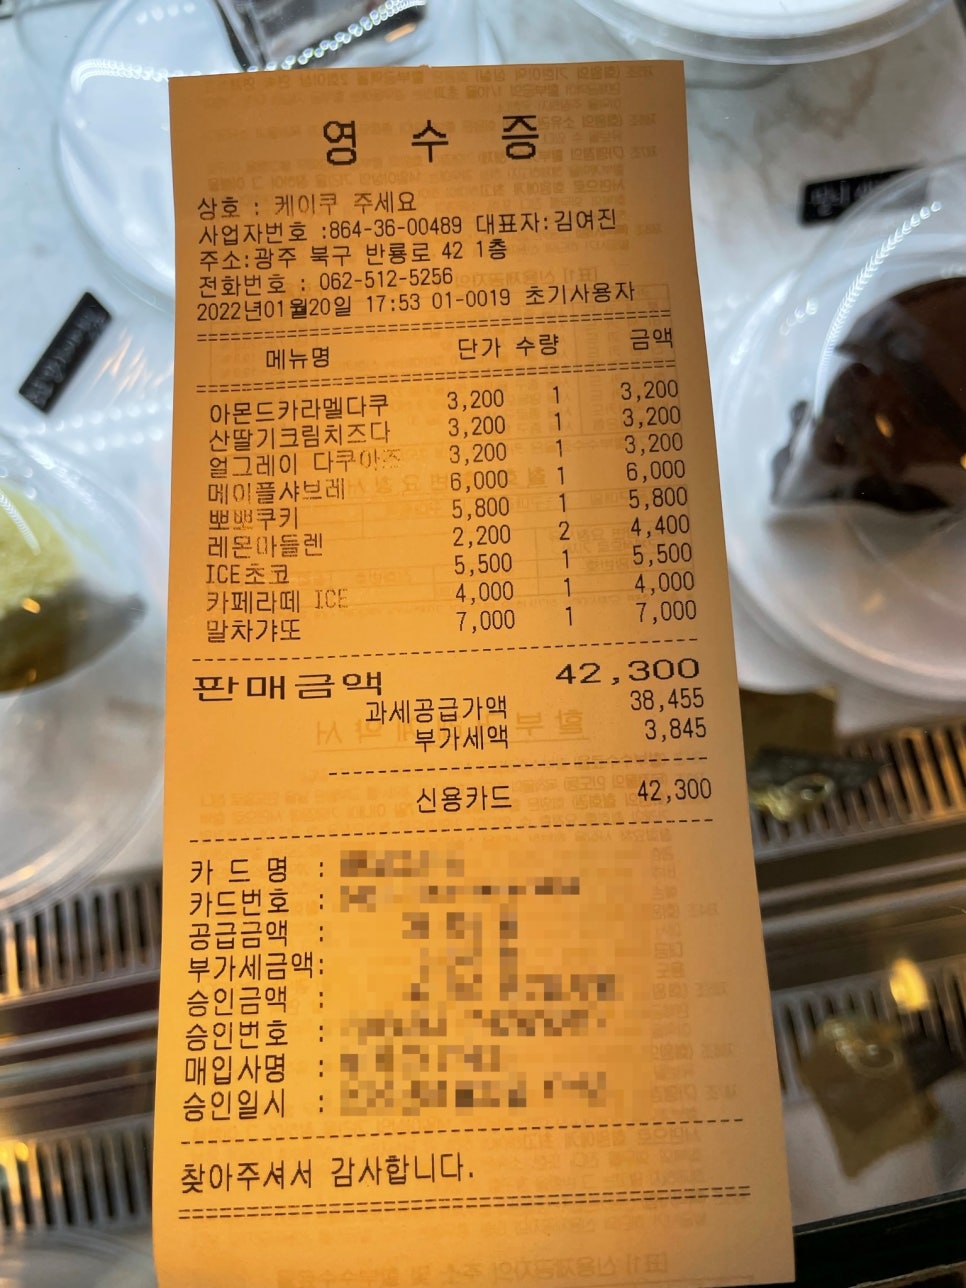 영 수 증
상호 : 케이쿠 주세요
사업자번호 :864-36-00489 대표자:김여진
주소:광주 북구 반룡로 42 1층
전화번호 : 062-512-5256
2022년01월20일 17:53 01-0019 초기사용자
메뉴명 단가 수량 금액
아몬드카라멜다쿠 3,200 1 3,200
산딸기크림치즈다 3,200 1 3,200
얼그레이 다쿠아즈 3,200 1 3,200
메이플샤브레 6,000 1 6,000
뽀뽀쿠키 5,800 1 5,800
레몬마들렌 2,200 2 4,400
ICE초코 5,500 1 5,500
카페라떼 ICE 4,000 1 4,000
말차갸또 7,000 1 7,000
판매금액 42,300
과세공급가액 38,455
부가세액 3,845
신용카드 42,300
카 드 명 :
카드번호 :
공급금액 :
부가세금액:
승인금액 :
승인번호 :
매입사명 :
승인일시 :
찾아주셔서 감사합니다.